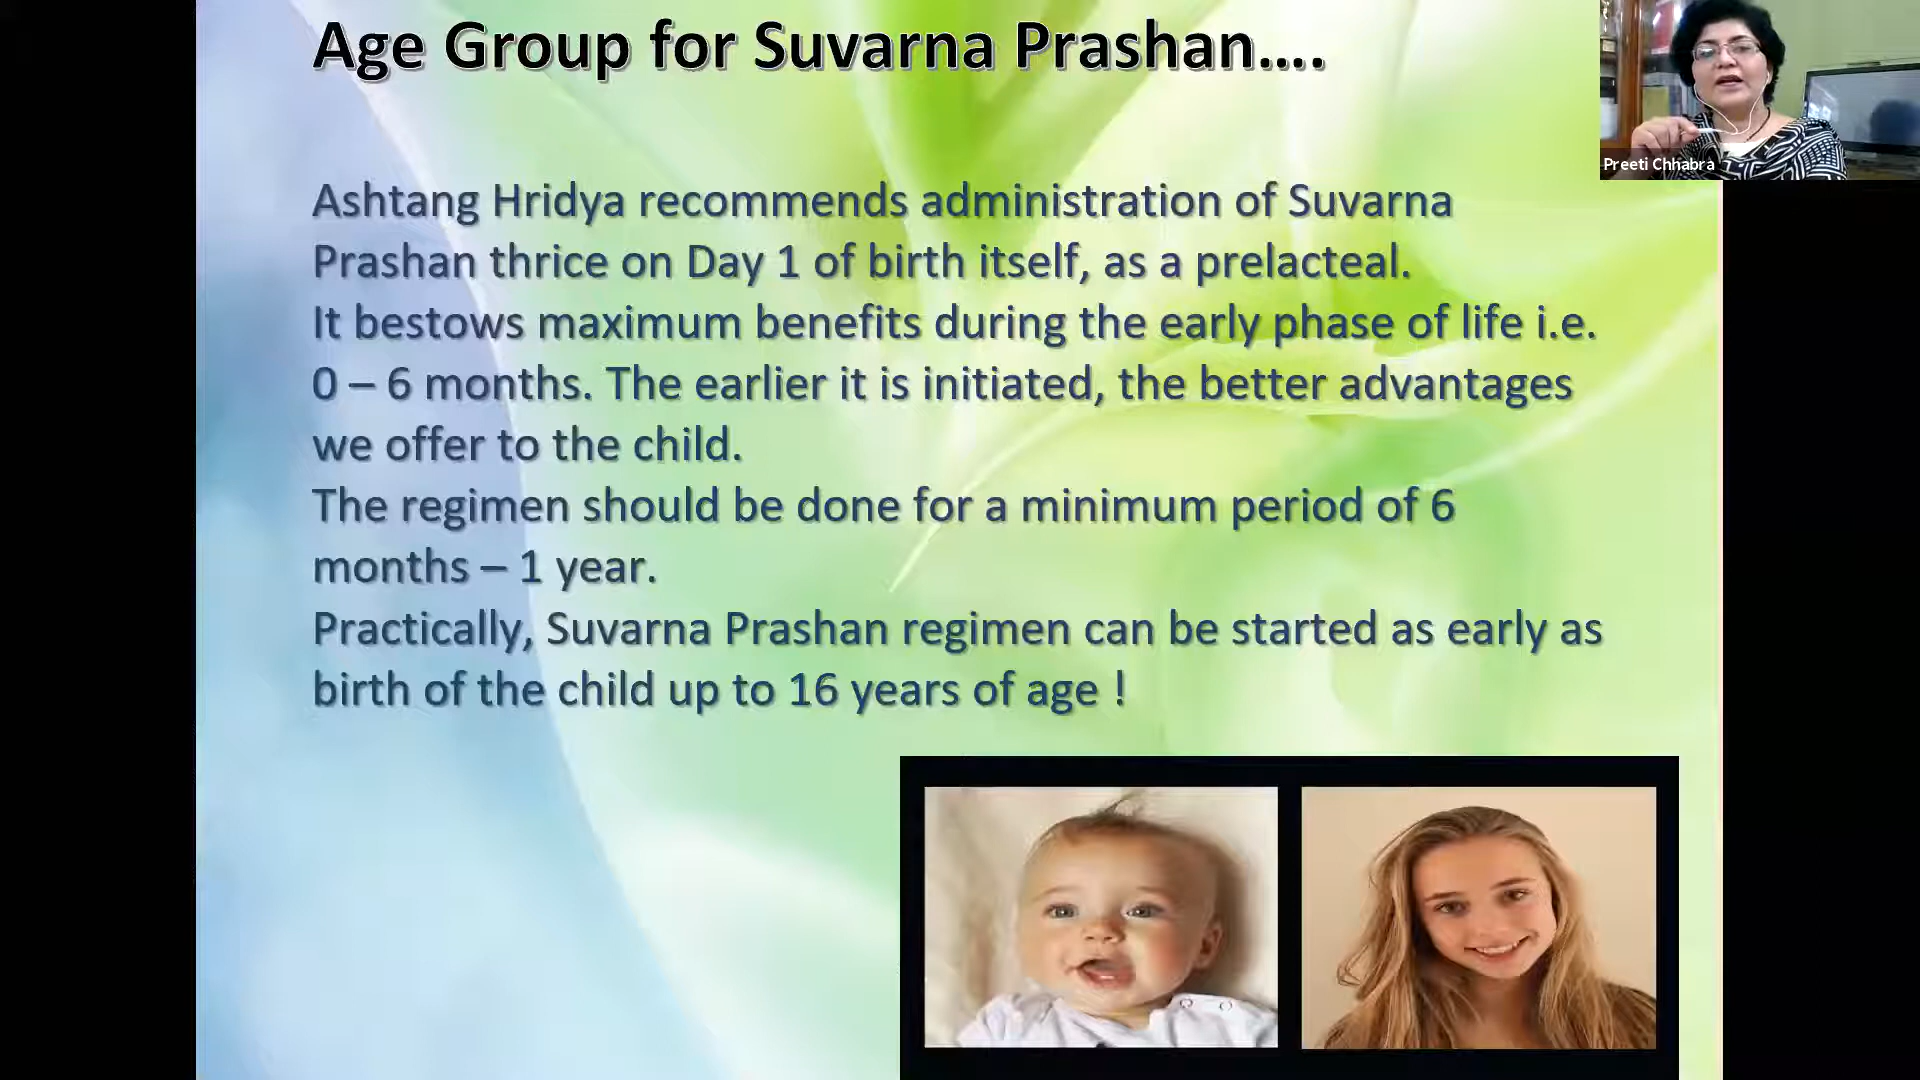 Age Group for Suvarna Prashan....
Preeti Chhabra
Ashtang Hridya recommends administration of Suvarna
Prashan thrice on Day 1 of birth itself, as a prelacteal.
It bestows maximum benefits during the early phase of life i.e.
0 – 6 months. The earlier it is initiated, the better advantages
we offer to the child.
The regimen should be done for a minimum period of 6
months – 1 year.
Practically, Suvarna Prashan regimen can be started as early as
birth of the child up to 16 years of age !